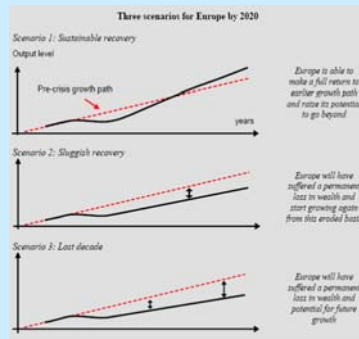 Three scenarios for Europe by 2020
Scenario 1: Sustainable recovery
Output level
Pre-crisis growth path
years
Europe is able to
make a full return to
earlier growth path
and raise its potential
to go beyond
Scenario 2: Sluggish recovery
Europe will have
suffered a permanent
loss in wealth and
start growing again
from this eroded basis
Scenario 3: Lost decade
Europe will have
suffered a permanent
loss in wealth and
potential for future
growth